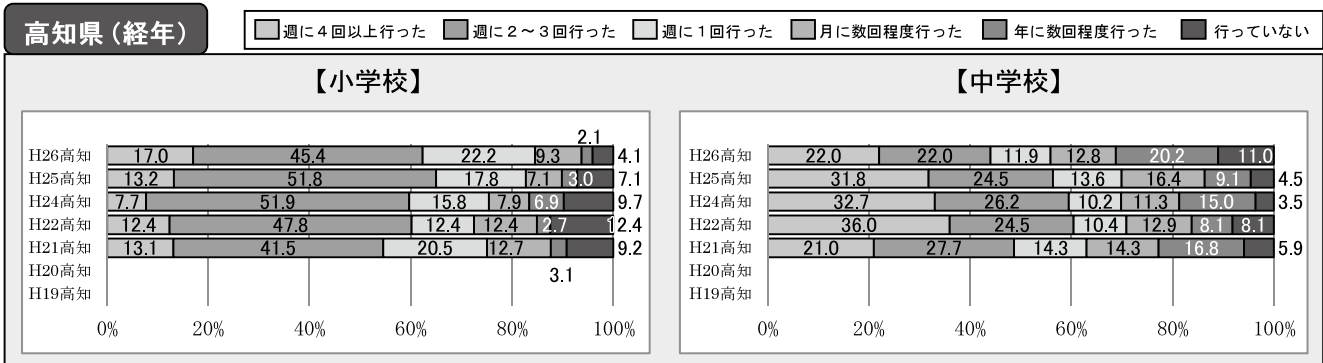 高知県（経年）
週に４回以上行った 週に２～３回行った 週に１回行った 月に数回程度行った 年に数回程度行った 行っていない
【小学校】
2.1
H26高知 17.0 45.4 22.2 9.3 4.1
H25高知 13.2 51.8 17.8 7.1 3.0 7.1
H24高知 7.7 51.9 15.8 7.9 6.9 9.7
H22高知 12.4 47.8 12.4 12.4 2.7 12.4
H21高知 13.1 41.5 20.5 12.7 9.2
H20高知 3.1
H19高知
0% 20% 40% 60% 80% 100%
【中学校】
H26高知 22.0 22.0 11.9 12.8 20.2 11.0
H25高知 31.8 24.5 13.6 16.4 9.1 4.5
H24高知 32.7 26.2 10.2 11.3 15.0 3.5
H22高知 36.0 24.5 10.4 12.9 8.1 8.1
H21高知 21.0 27.7 14.3 14.3 16.8 5.9
H20高知
H19高知
0% 20% 40% 60% 80% 100%